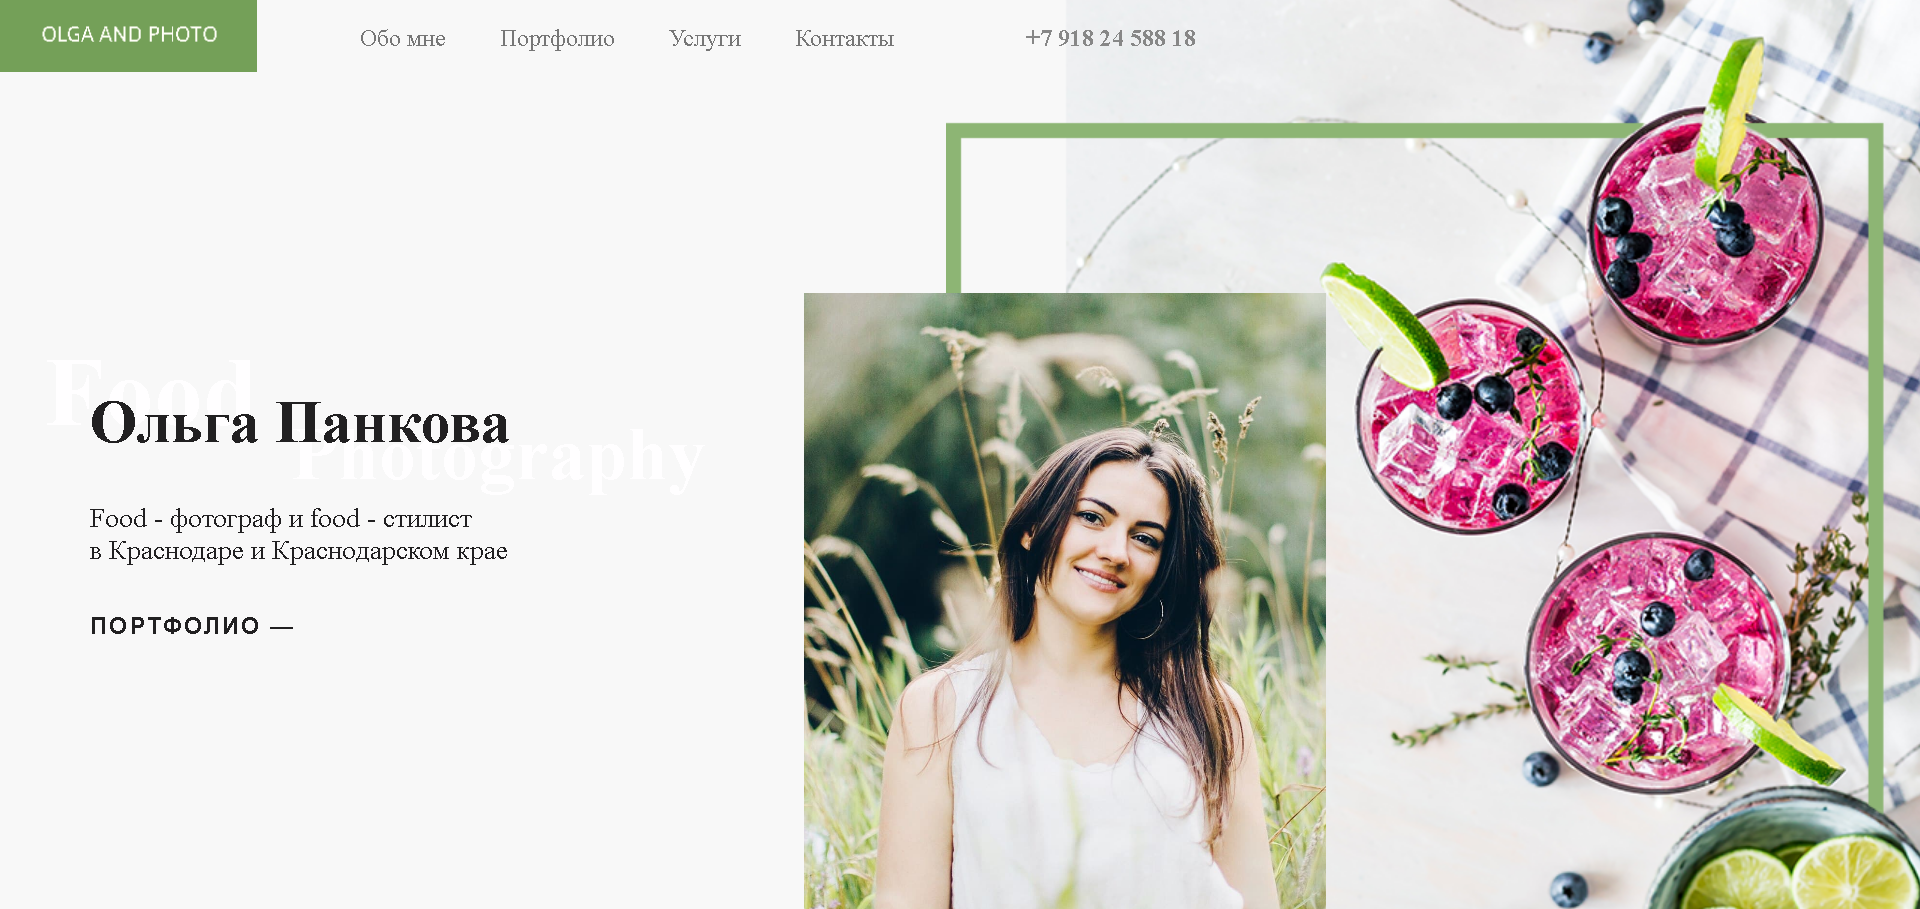 OLGA AND PHOTO
Обо мне Портфолио Услуги Контакты +7 918 24 588 18
Food
Ольга Панкова
Photography
Food - фотограф и food - стилист
в Краснодаре и Краснодарском крае
ПОРТФОЛИО —